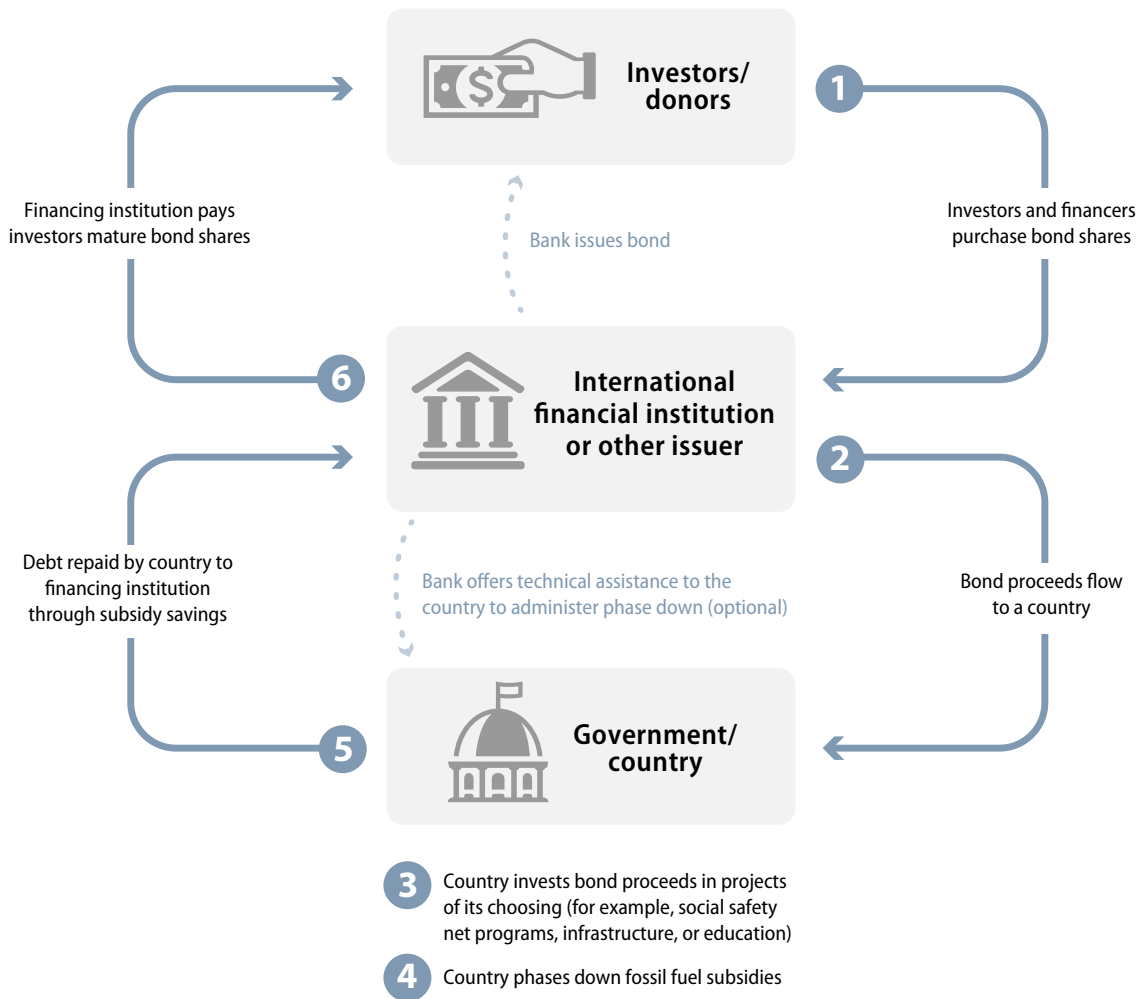 Investors/
donors
1
Financing institution pays
investors mature bond shares
Bank issues bond
Investors and financers
purchase bond shares
6
International
financial institution
or other issuer
2
Debt repaid by country to
financing institution
through subsidy savings
Bank offers technical assistance to the
country to administer phase down (optional)
Bond proceeds flow
to a country
5
Government/
country
3 Country invests bond proceeds in projects
of its choosing (for example, social safety
net programs, infrastructure, or education)
4 Country phases down fossil fuel subsidies